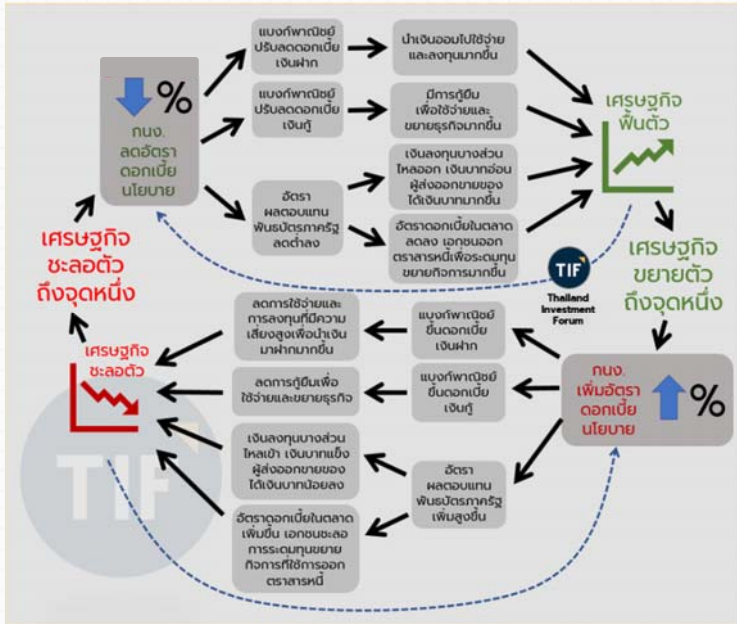 %
กนง.
ลดอัตรา
ดอกเบี้ย
นโยบาย
แบงก์พาณิชย์
ปรับลดดอกเบี้ย
เงินฝาก
นำเงินออมไปใช้จ่าย
และลงทุนมากขึ้น
แบงก์พาณิชย์
ปรับลดดอกเบี้ย
เงินกู้
มีการกู้ยืม
เพื่อใช้จ่ายและ
ขยายธุรกิจมากขึ้น
อัตรา
ผลตอบแทน
พันธบัตรภาครัฐ
ลดต่ำลง
เงินลงทุนบางส่วน
ไหลออก เงินบาทอ่อน
ผู้ส่งออกขายของ
ได้เงินบาทมากขึ้น
อัตราดอกเบี้ยในตลาด
ลดลง เอกชนออก
ตราสารหนี้เพื่อระดมทุน
ขยายกิจการมากขึ้น
เศรษฐกิจ
ฟื้นตัว
เศรษฐกิจ
ขยายตัว
ถึงจุดหนึ่ง
TIF
Thailand
Investment
Forum
กนง.
เพิ่มอัตรา
ดอกเบี้ย
นโยบาย
%
แบงก์พาณิชย์
ขึ้นดอกเบี้ย
เงินฝาก
ลดการใช้จ่ายและ
การลงทุนที่มีความ
เสี่ยงสูงเพื่อนำเงิน
มาฝากมากขึ้น
แบงก์พาณิชย์
ขึ้นดอกเบี้ย
เงินกู้
ลดการกู้ยืมเพื่อ
ใช้จ่ายและขยายธุรกิจ
อัตรา
ผลตอบแทน
พันธบัตรภาครัฐ
เพิ่มสูงขึ้น
เงินลงทุนบางส่วน
ไหลเข้า เงินบาทแข็ง
ผู้ส่งออกขายของ
ได้เงินบาทน้อยลง
อัตราดอกเบี้ยในตลาด
เพิ่มขึ้น เอกชนชะลอ
การระดมทุนขยาย
กิจการที่ใช้การออก
ตราสารหนี้
เศรษฐกิจ
ชะลอตัว
เศรษฐกิจ
ชะลอตัว
ถึงจุดหนึ่ง
TIF